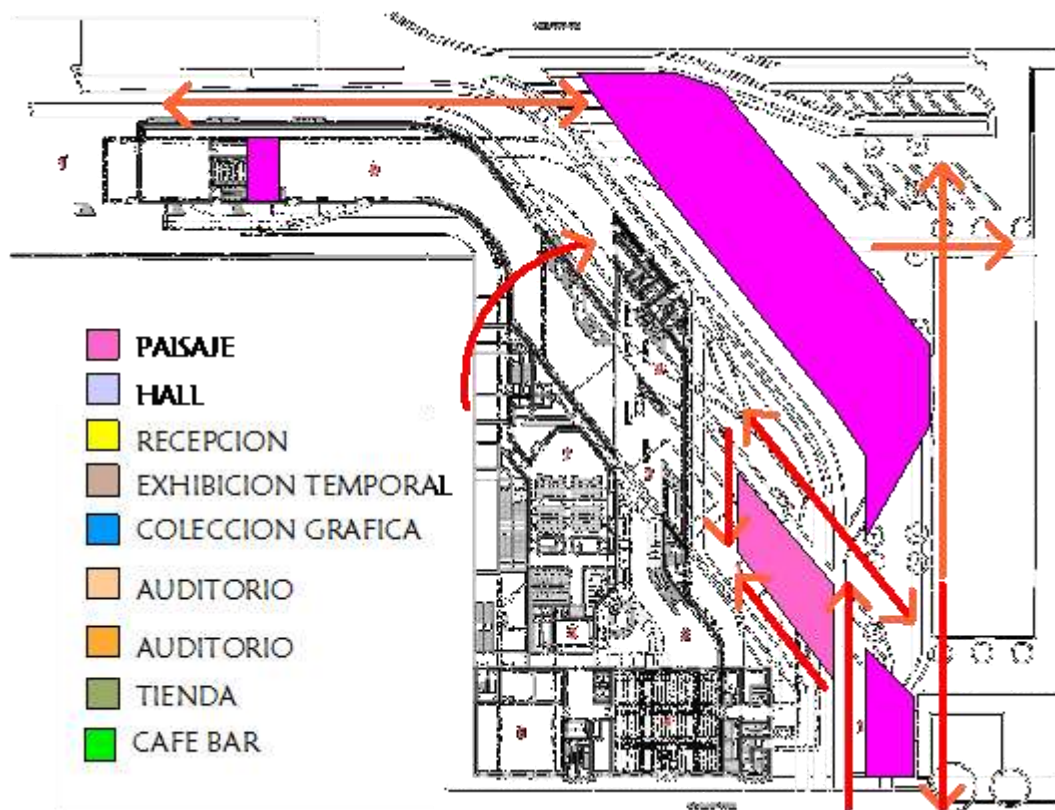 PAISAJE
HALL
RECEPCION
EXHIBICION TEMPORAL
COLECCION GRAFICA
AUDITORIO
AUDITORIO
TIENDA
CAFE BAR